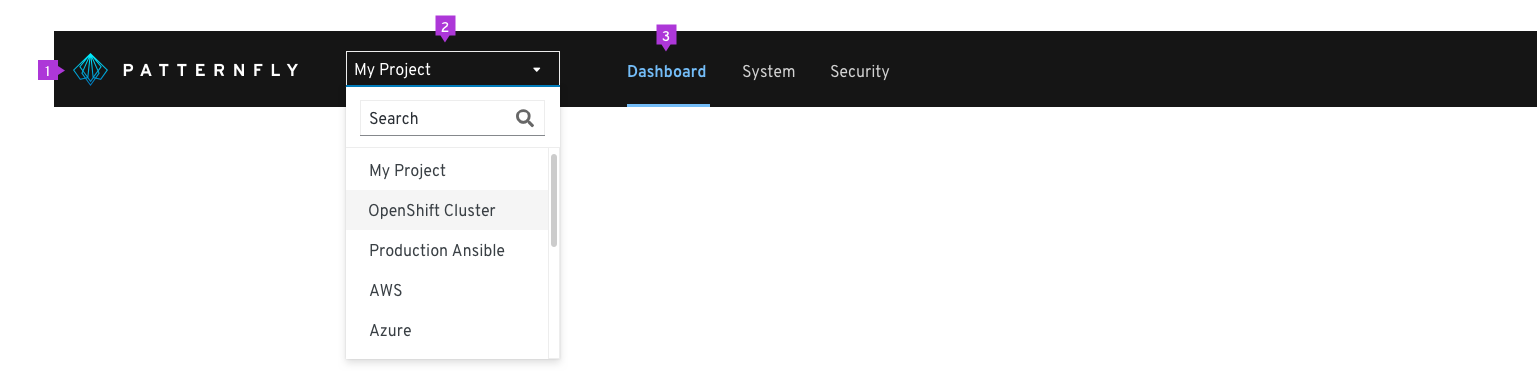 2
3
1
PATTERNFLY
My Project
Dashboard System Security
Search
My Project
OpenShift Cluster
Production Ansible
AWS
Azure